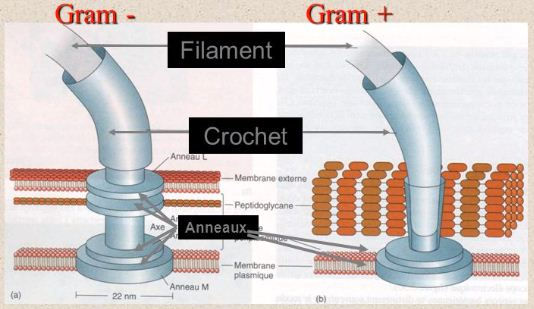 Gram -
Gram +
Filament
Crochet
Anneau L
Membrane externe
Peptidoglycane
Axe
Anneaux
Membrane
plasmique
Anneau M
(a)
22 nm
(b)